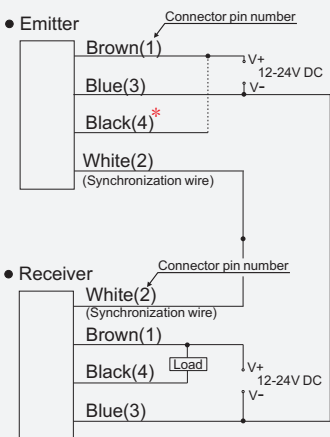 ● Emitter
Connector pin number
Brown(1)
V+
12-24V DC
V-
Blue(3)
Black(4)*
White(2)
(Synchronization wire)
● Receiver
Connector pin number
White(2)
(Synchronization wire)
Brown(1)
Load
V+
12-24V DC
V-
Black(4)
Blue(3)